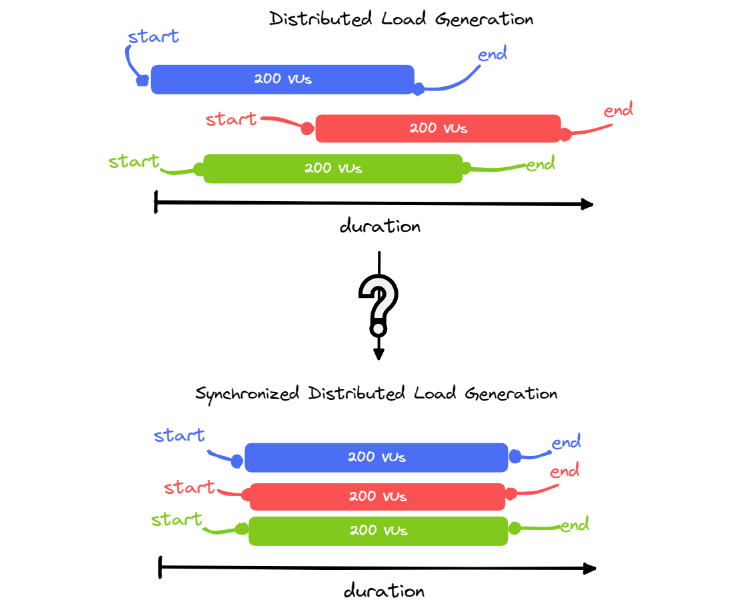 Distributed Load Generation
start
end
200 VUs
end
start
200 VUs
start
200 VUs
end
duration
?
Synchronized Distributed Load Generation
start
end
200 VUs
end
start
200 VUs
start
200 VUs
end
duration